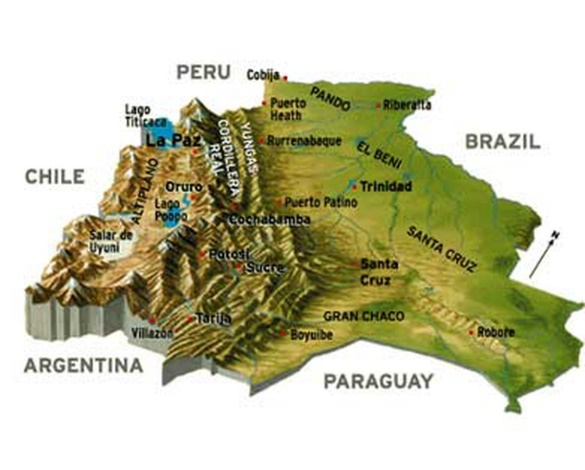 PERU
Cobija
PANDO
Riberalta
Puerto
Heath
Lago
Titicaca
La Paz
YUNGAS
CORDILLERA
REAL
Rurrenabaque
EL BENI
BRAZIL
CHILE
ALTIPLANO
Oruro
Trinidad
Lago
Poopo
Puerto Patino
Cochabamba
Salar de
Uyuni
Potosi
Sucre
SANTA CRUZ
Santa
Cruz
N
GRAN CHACO
Villazon
Tarija
Boyuibe
Robore
ARGENTINA
PARAGUAY